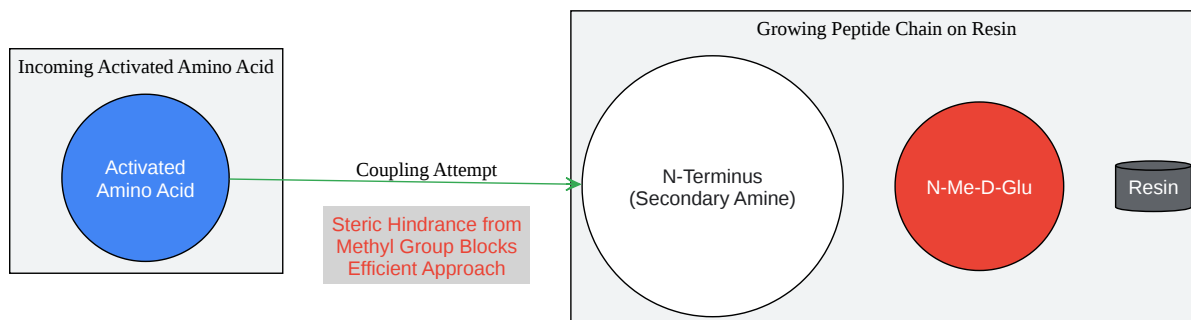 Incoming Activated Amino Acid
Activated
Amino Acid
Coupling Attempt
Steric Hindrance from
Methyl Group Blocks
Efficient Approach
Growing Peptide Chain on Resin
N-Terminus
(Secondary Amine)
N-Me-D-Glu
Resin